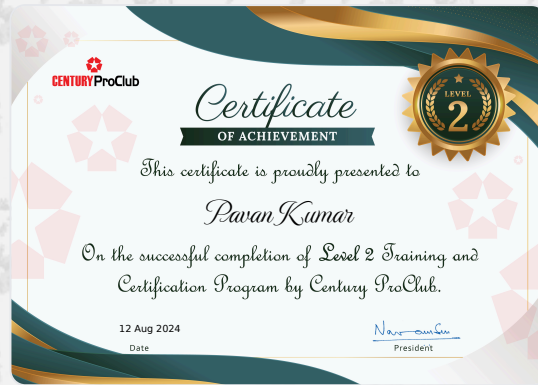 CENTURY ProClub
Certificate
OF ACHIEVEMENT
LEVEL
2
This certificate is proudly presented to
Pavan Kumar
On the successful completion of Level 2 Training and
Certification Program by Century ProClub.
12 Aug 2024
Date
President